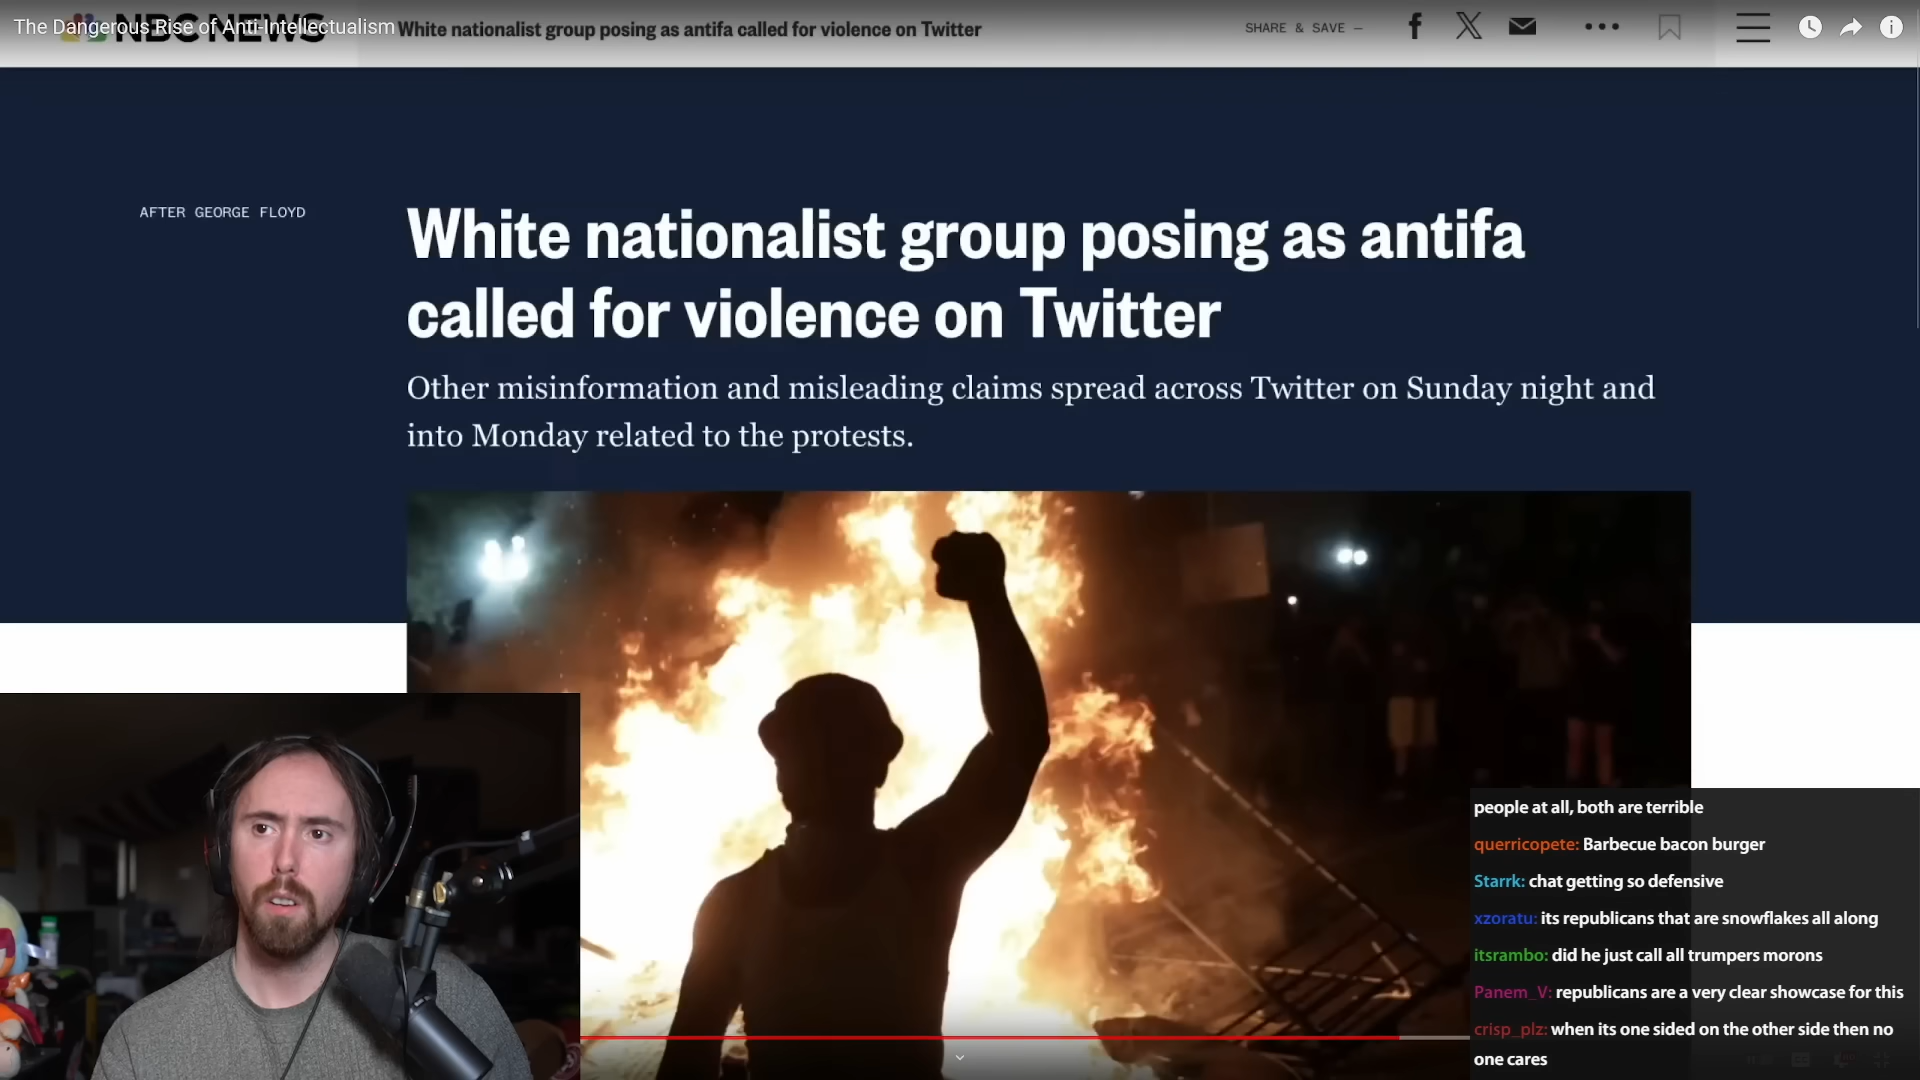 The Dangerous Rise of Anti-Intellectualism
NBC NEWS
White nationalist group posing as antifa called for violence on Twitter
SHARE & SAVE —
AFTER GEORGE FLOYD
White nationalist group posing as antifa
called for violence on Twitter
Other misinformation and misleading claims spread across Twitter on Sunday night and
into Monday related to the protests.
people at all, both are terrible
querricopete: Barbecue bacon burger
Starrk: chat getting so defensive
xzoratu: its republicans that are snowflakes all along
itsrambo: did he just call all trumpers morons
Panem_V: republicans are a very clear showcase for this
crisp_plz: when its one sided on the other side then no
one cares